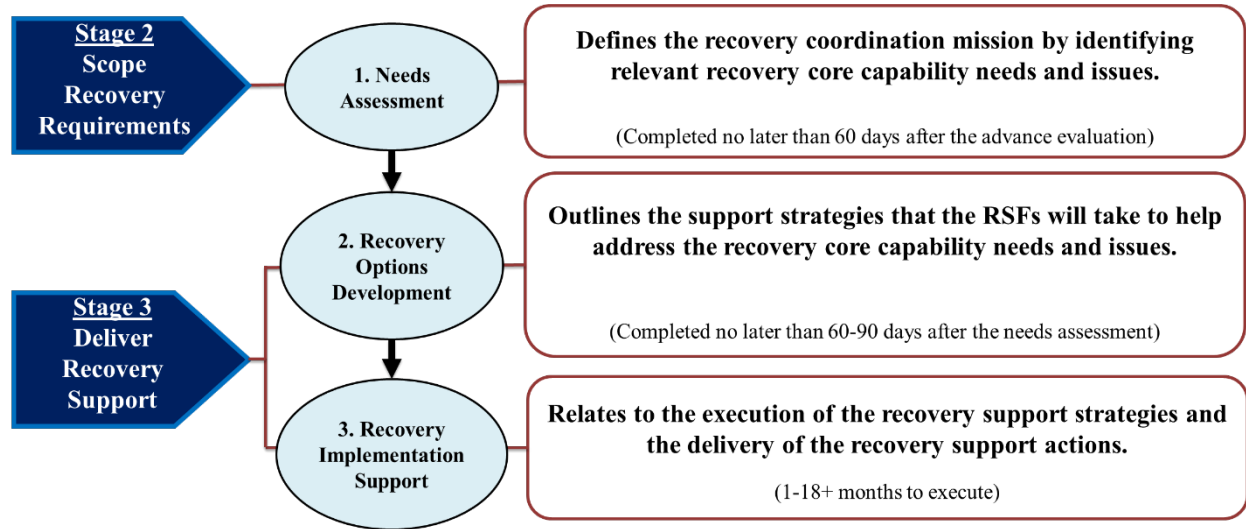 Stage 2
Scope
Recovery
Requirements
1. Needs
Assessment
Defines the recovery coordination mission by identifying
relevant recovery core capability needs and issues.
(Completed no later than 60 days after the advance evaluation)
2. Recovery
Options
Development
Outlines the support strategies that the RSFs will take to help
address the recovery core capability needs and issues.
(Completed no later than 60-90 days after the needs assessment)
Stage 3
Deliver
Recovery
Support
3. Recovery
Implementation
Support
Relates to the execution of the recovery support strategies and
the delivery of the recovery support actions.
(1-18+ months to execute)